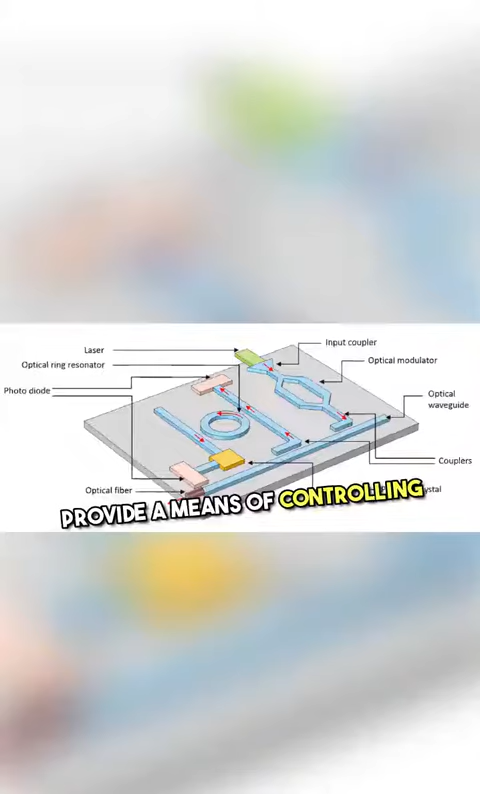 Laser
Input coupler
Optical ring resonator
Optical modulator
Photo diode
Optical
waveguide
Couplers
Optical fiber
PROVIDE A MEANS OF CONTROLLING